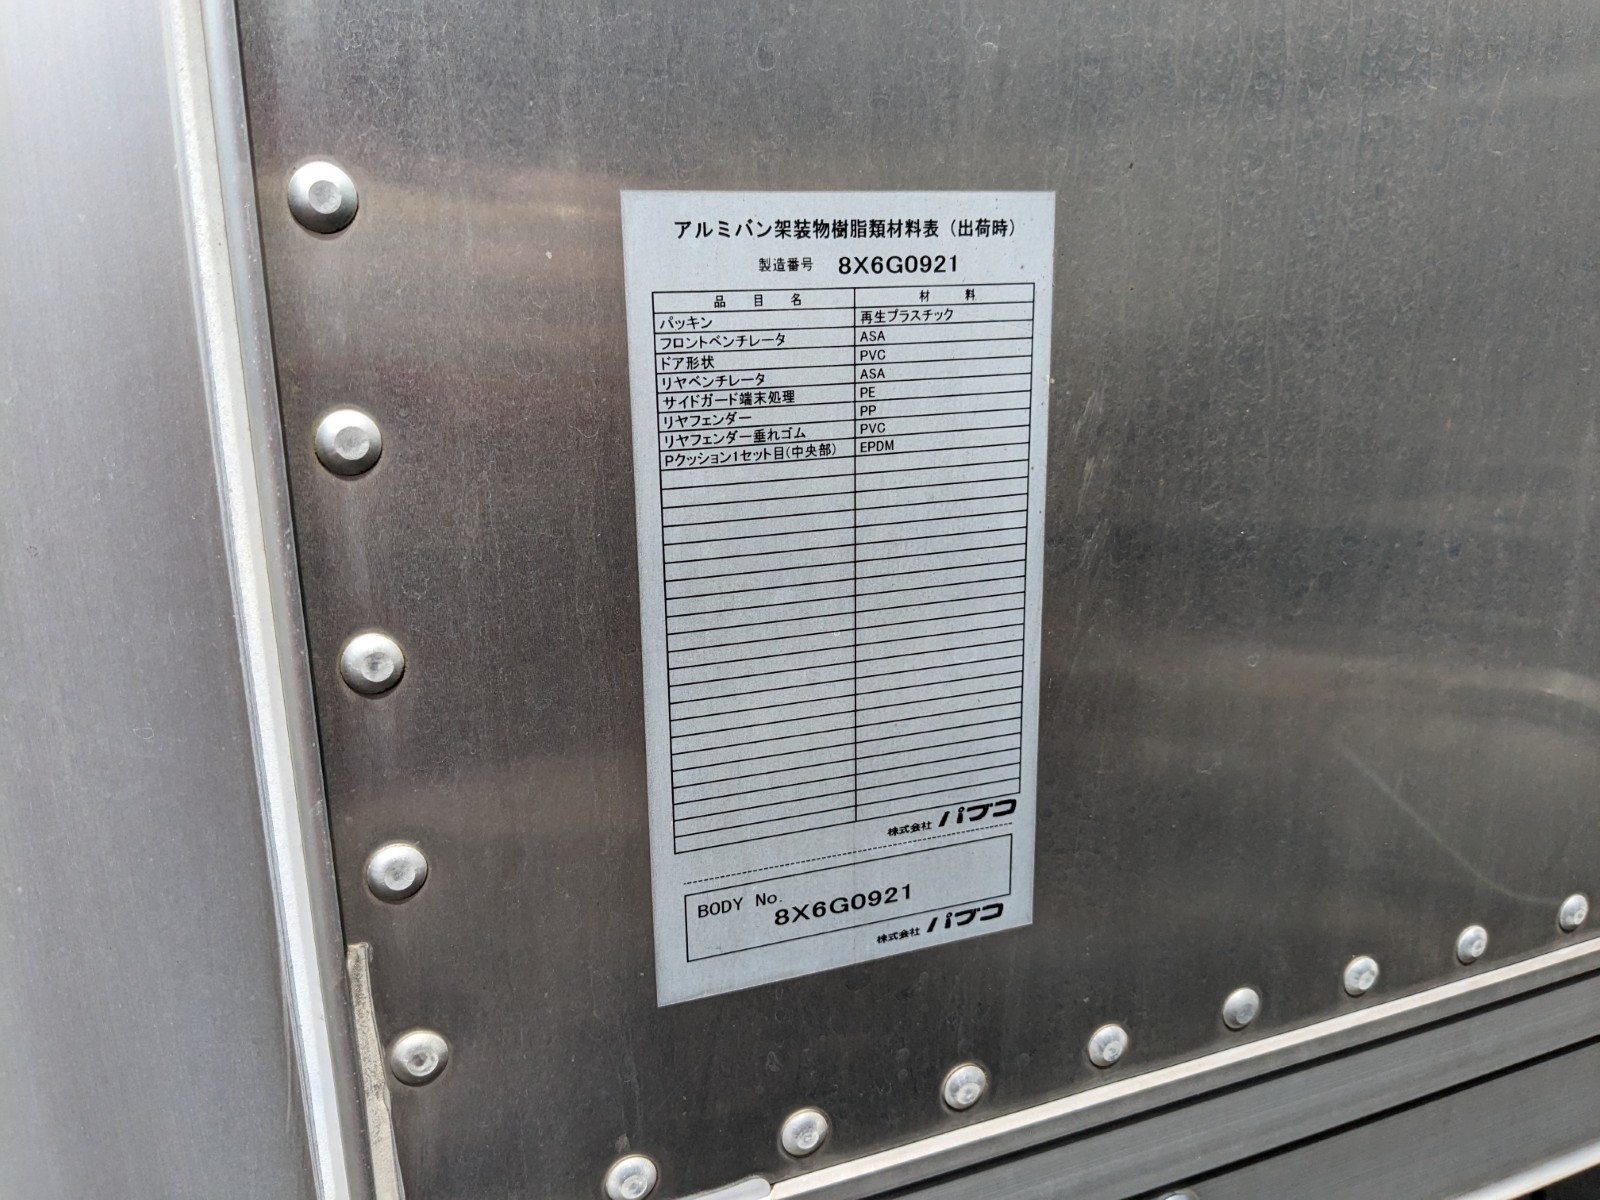 アルミバン架装物樹脂類材料表（出荷時）
製造番号 8X6G0921
品目名 材料
パッキン 再生プラスチック
フロントベンチレータ ASA
ドア形状 PVC
リヤベンチレータ ASA
サイドガード端末処理 PE
リヤフェンダー PP
リヤフェンダー垂れゴム PVC
Pクッション1セット目(中央部) EPDM
株式会社 パブコ
BODY No. 8X6G0921
株式会社 パブコ